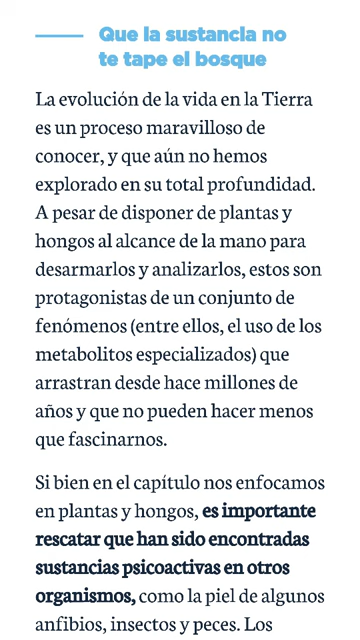 Que la sustancia no
te tape el bosque
La evolución de la vida en la Tierra
es un proceso maravilloso de
conocer, y que aún no hemos
explorado en su total profundidad.
A pesar de disponer de plantas y
hongos al alcance de la mano para
desarmarlos y analizarlos, estos son
protagonistas de un conjunto de
fenómenos (entre ellos, el uso de los
metabolitos especializados) que
arrastran desde hace millones de
años y que no pueden hacer menos
que fascinarnos.
Si bien en el capítulo nos enfocamos
en plantas y hongos, es importante
rescatar que han sido encontradas
sustancias psicoactivas en otros
organismos, como la piel de algunos
anfibios, insectos y peces. Los